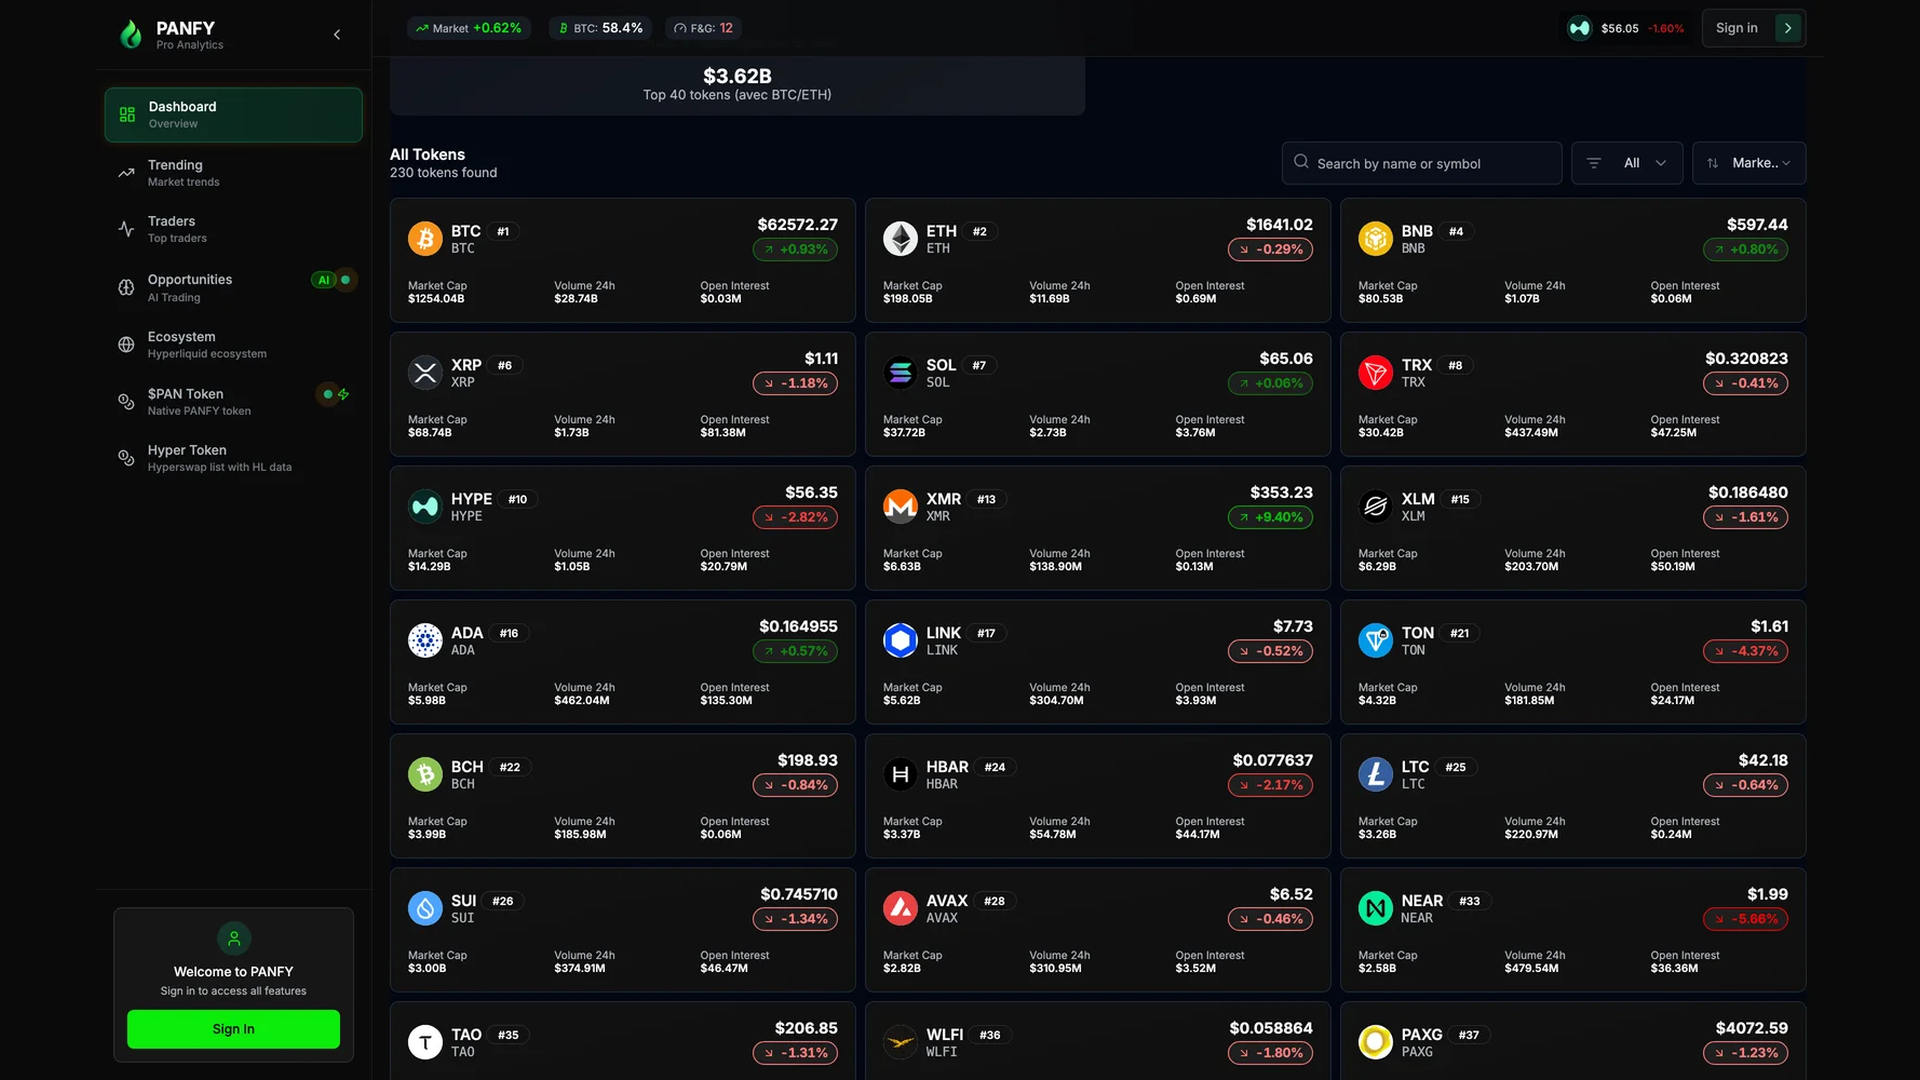 PANFY
Pro Analytics
Market +0.62%
BTC: 58.4%
F&G: 12
$56.05 -1.60%
Sign in
Dashboard
Overview
Trending
Market trends
Traders
Top traders
Opportunities
AI Trading
AI
Ecosystem
Hyperliquid ecosystem
$PAN Token
Native PANFY token
Hyper Token
Hyperswap list with HL data
Welcome to PANFY
Sign in to access all features
Sign In
$3.62B
Top 40 tokens (avec BTC/ETH)
All Tokens
230 tokens found
Search by name or symbol
All
Marke..
BTC #1
BTC
$62572.27
+0.93%
Market Cap Volume 24h Open Interest
$1254.04B $28.74B $0.03M
ETH #2
ETH
$1641.02
-0.29%
Market Cap Volume 24h Open Interest
$198.05B $11.69B $0.69M
BNB #4
BNB
$597.44
+0.80%
Market Cap Volume 24h Open Interest
$80.53B $1.07B $0.06M
XRP #6
XRP
$1.11
-1.18%
Market Cap Volume 24h Open Interest
$68.74B $1.73B $81.38M
SOL #7
SOL
$65.06
+0.06%
Market Cap Volume 24h Open Interest
$37.72B $2.73B $3.76M
TRX #8
TRX
$0.320823
-0.41%
Market Cap Volume 24h Open Interest
$30.42B $437.49M $47.25M
HYPE #10
HYPE
$56.35
-2.82%
Market Cap Volume 24h Open Interest
$14.29B $1.05B $20.79M
XMR #13
XMR
$353.23
+9.40%
Market Cap Volume 24h Open Interest
$6.63B $138.90M $0.13M
XLM #15
XLM
$0.186480
-1.61%
Market Cap Volume 24h Open Interest
$6.29B $203.70M $50.19M
ADA #16
ADA
$0.164955
+0.57%
Market Cap Volume 24h Open Interest
$5.98B $462.04M $135.30M
LINK #17
LINK
$7.73
-0.52%
Market Cap Volume 24h Open Interest
$5.62B $304.70M $3.93M
TON #21
TON
$1.61
-4.37%
Market Cap Volume 24h Open Interest
$4.32B $181.85M $24.17M
BCH #22
BCH
$198.93
-0.84%
Market Cap Volume 24h Open Interest
$3.99B $185.98M $0.06M
HBAR #24
HBAR
$0.077637
-2.17%
Market Cap Volume 24h Open Interest
$3.37B $54.78M $44.17M
LTC #25
LTC
$42.18
-0.64%
Market Cap Volume 24h Open Interest
$3.26B $220.97M $0.24M
SUI #26
SUI
$0.745710
-1.34%
Market Cap Volume 24h Open Interest
$3.00B $374.91M $46.47M
AVAX #28
AVAX
$6.52
-0.46%
Market Cap Volume 24h Open Interest
$2.82B $310.95M $3.52M
NEAR #33
NEAR
$1.99
-5.66%
Market Cap Volume 24h Open Interest
$2.58B $479.54M $36.36M
TAO #35
TAO
$206.85
-1.31%
WLFI #36
WLFI
$0.058864
-1.80%
PAXG #37
PAXG
$4072.59
-1.23%